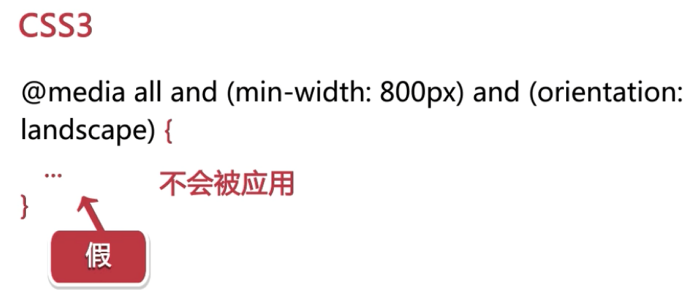 CSS3
@media all and (min-width: 800px) and (orientation:
landscape) {
... 不会被应用
}
假